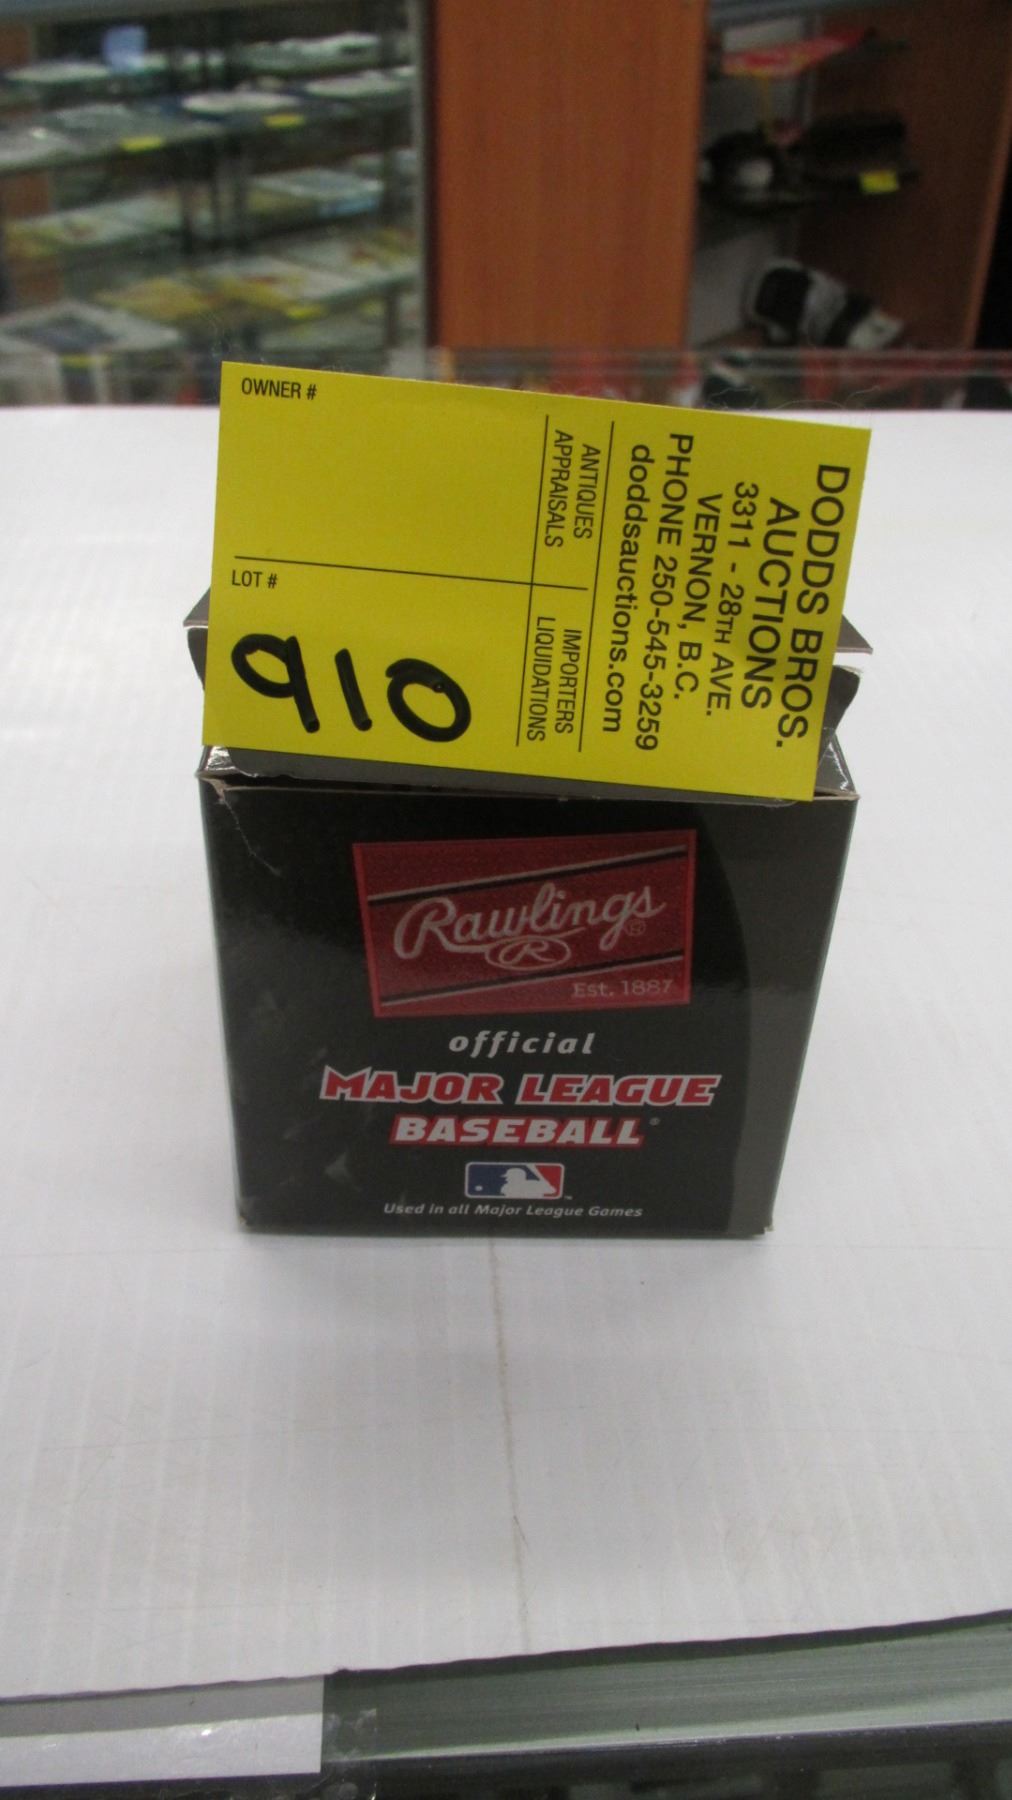 OWNER #
LOT #
910
ANTIQUES
APPRAISALS
IMPORTERS
LIQUIDATIONS
DODDS BROS.
AUCTIONS
3311 - 28TH AVE.
VERNON, B.C.
PHONE 250-545-3259
doddsauctions.com
Rawlings®
R
Est. 1887
official
MAJOR LEAGUE
BASEBALL®
™
Used in all Major League Games